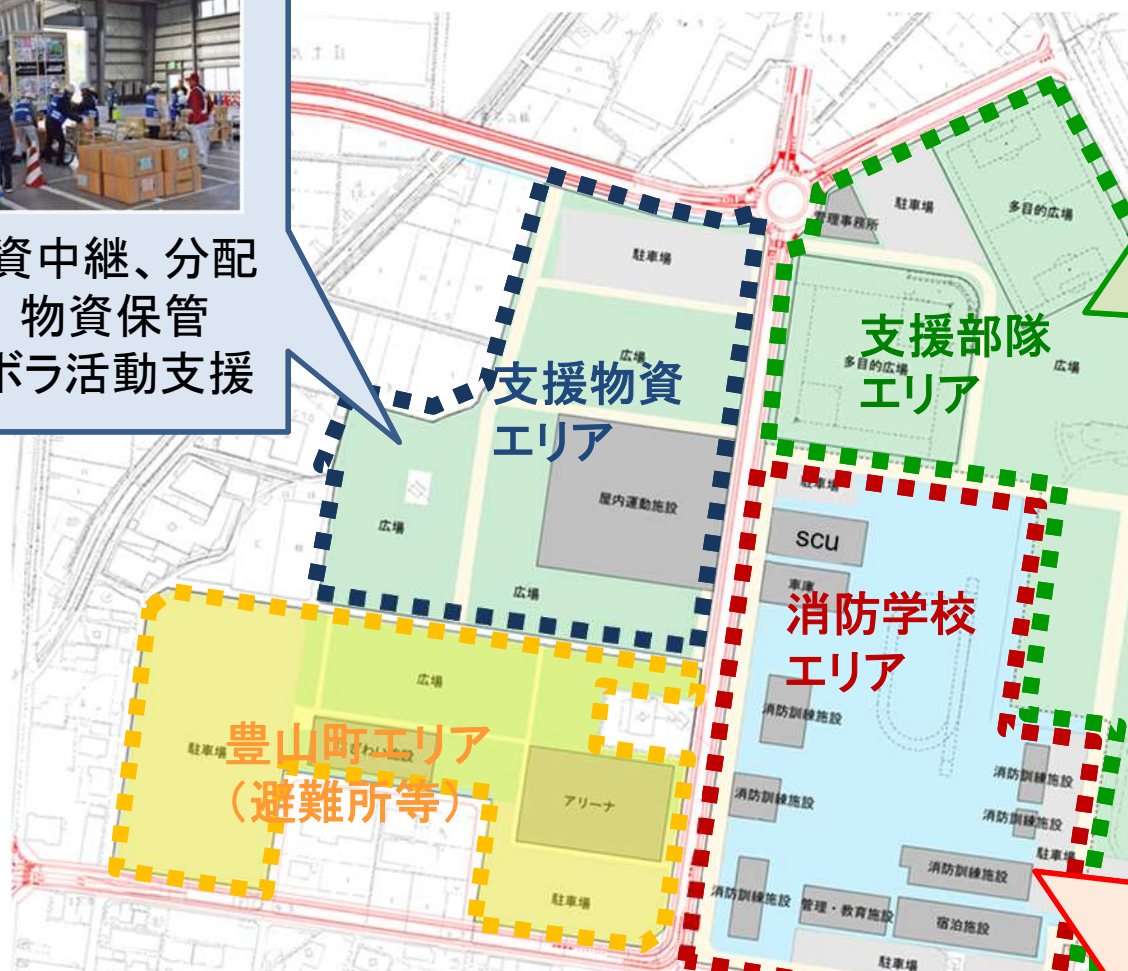 資中継、分配
物資保管
ボラ活動支援
駐車場
広場
支援物資
エリア
屋内運動施設
広場
広場
管理事務所
駐車場
多目的広場
支援部隊
エリア
多目的広場
広場
駐車場
scu
車庫
消防学校
エリア
消防訓練施設
消防訓練施設
消防訓練施設
消防訓練施設
消防訓練施設
駐車場
消防訓練施設
管理・教育施設
宿泊施設
駐車場
広場
駐車場
豊山町エリア
（避難所等）
アリーナ
駐車場